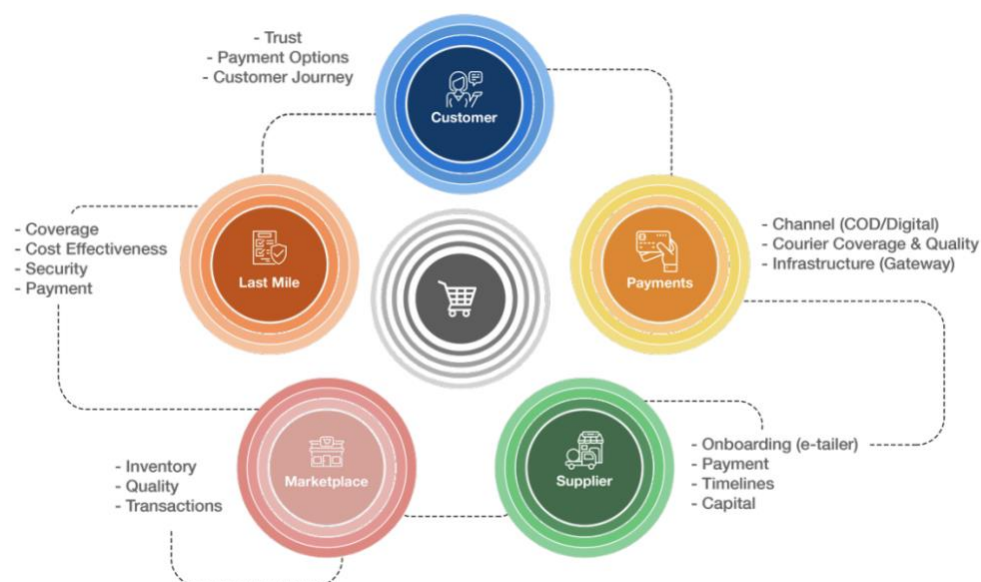 - Trust
- Payment Options
- Customer Journey
Customer
- Coverage
- Cost Effectiveness
- Security
- Payment
Last Mile
Payments
- Channel (COD/Digital)
- Courier Coverage & Quality
- Infrastructure (Gateway)
- Inventory
- Quality
- Transactions
Marketplace
Supplier
- Onboarding (e-tailer)
- Payment
- Timelines
- Capital